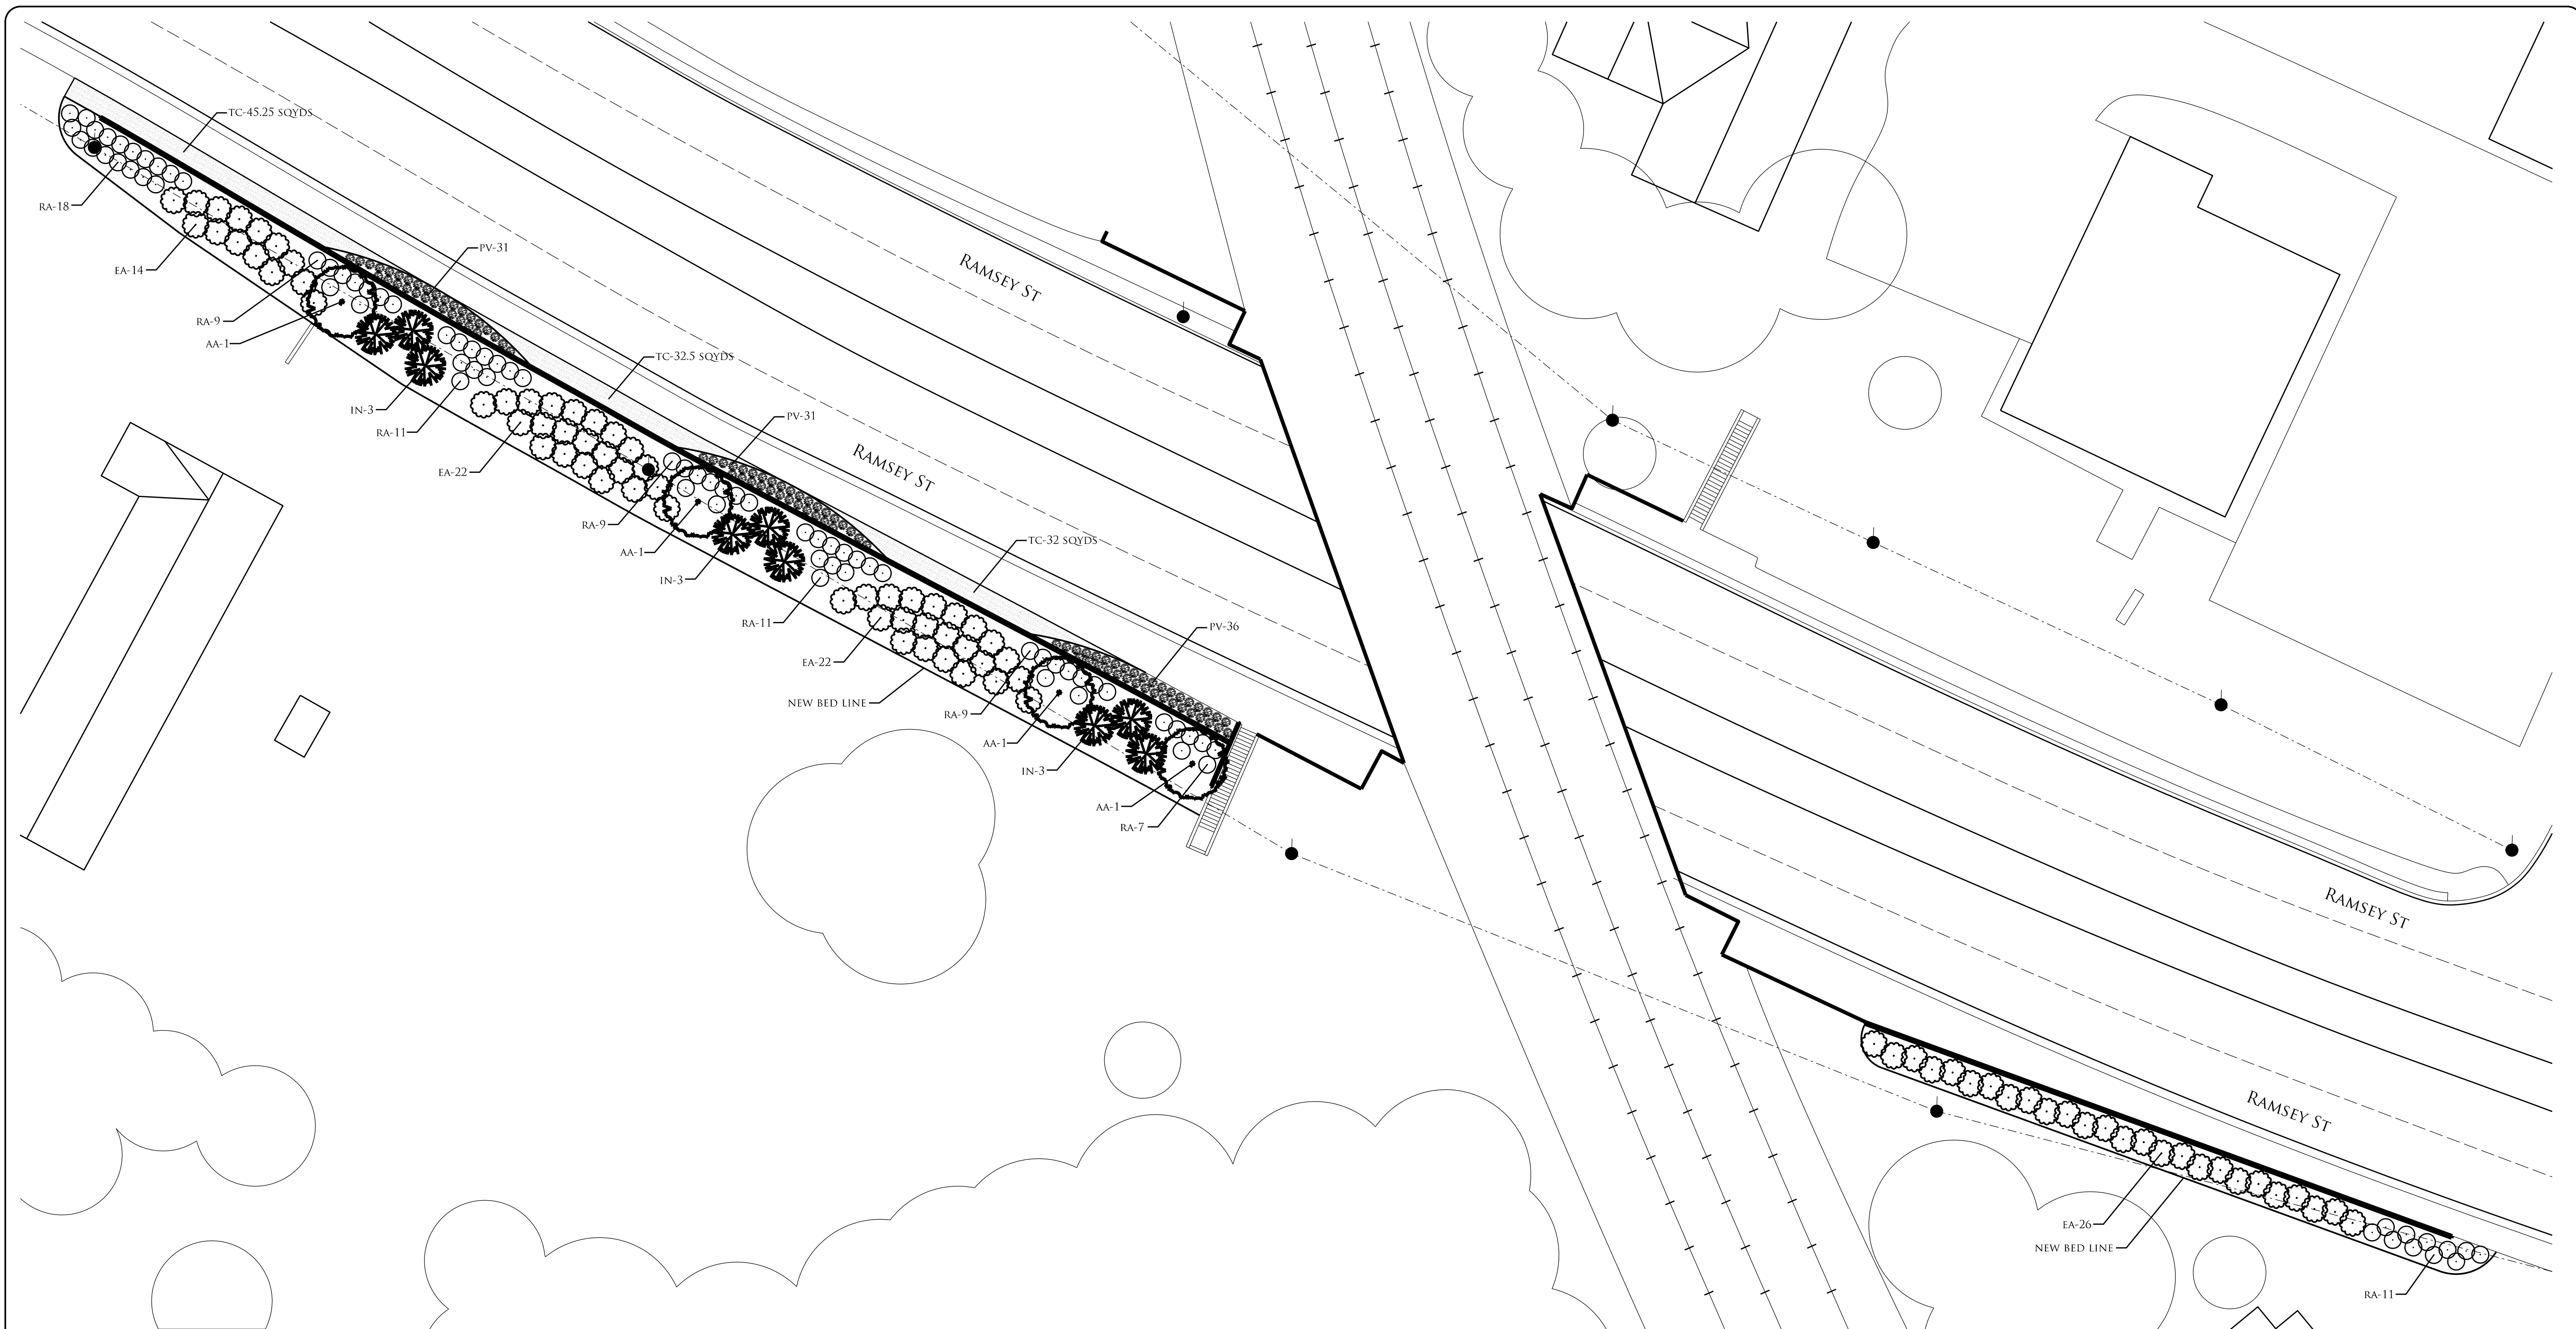 TC-45.25 SQYDS
RA-18
PV-31
EA-14
Ramsey St
RA-9
AA-1
TC-32.5 SQYDS
IN-3
PV-31
RA-11
Ramsey St
EA-22
RA-9
TC-32 SQYDS
AA-1
IN-3
RA-11
PV-36
EA-22
NEW BED LINE
RA-9
AA-1
IN-3
AA-1
RA-7
Ramsey St
Ramsey St
EA-26
NEW BED LINE
RA-11